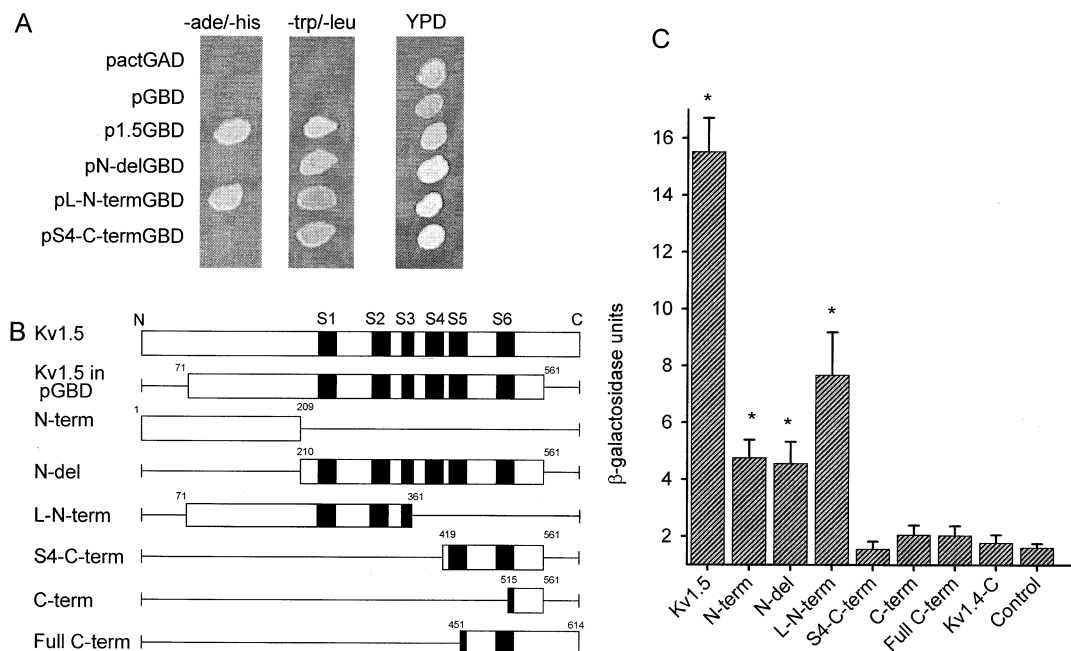 A
-ade/-his -trp/-leu YPD
pactGAD
pGBD
p1.5GBD
pN-delGBD
pL-N-termGBD
pS4-C-termGBD
B
N S1 S2 S3 S4 S5 S6 C
Kv1.5
Kv1.5 in
pGBD
71 561
N-term
1 209
N-del
210 561
L-N-term
71 361
S4-C-term
419 561
C-term
515 561
Full C-term
451 614
C
β-galactosidase units
16
14
12
10
8
6
4
2
* * * *
Kv1.5
N-term
N-del
L-N-term
S4-C-term
C-term
Full C-term
Kv1.4-C
Control